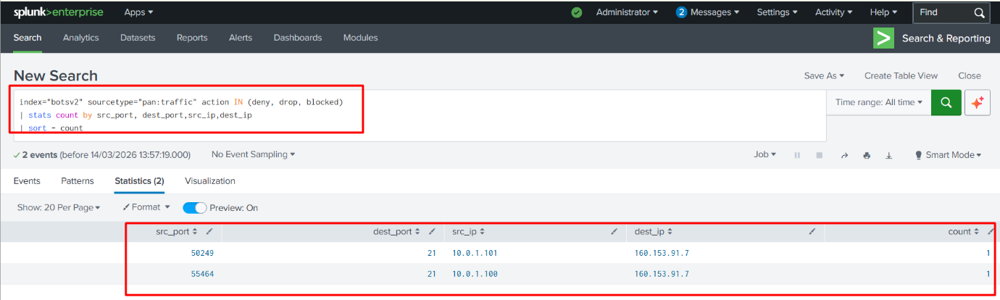 splunk>enterprise Apps Administrator 2 Messages Settings Activity Help Find
Search Analytics Datasets Reports Alerts Dashboards Modules > Search & Reporting
New Search Save As Create Table View Close
index="botsv2" sourcetype="pan:traffic" action IN (deny, drop, blocked)
| stats count by src_port, dest_port,src_ip,dest_ip
| sort - count
Time range: All time
2 events (before 14/03/2026 13:57:19.000) No Event Sampling Job Smart Mode
Events Patterns Statistics (2) Visualization
Show: 20 Per Page Format Preview: On
src_port dest_port src_ip dest_ip count
50249 21 10.0.1.101 160.153.91.7 1
55464 21 10.0.1.100 160.153.91.7 1